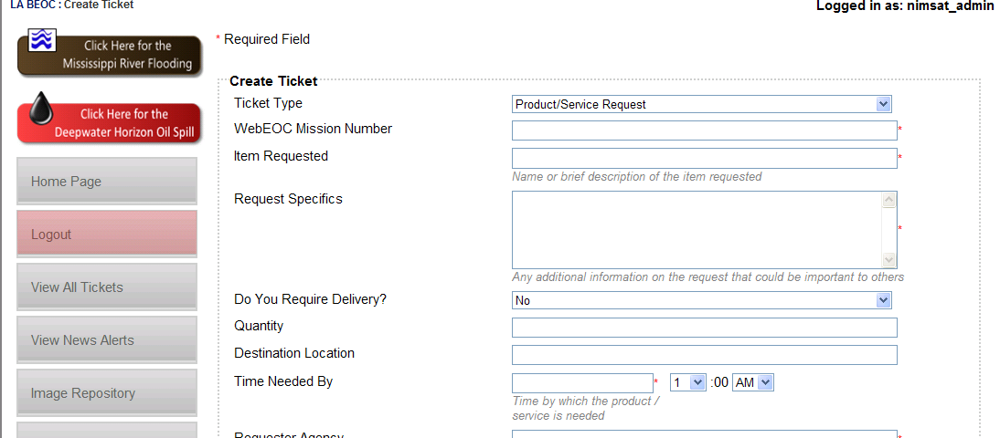 LA BEOC : Create Ticket
Logged in as: nimsat_admin
Click Here for the
Mississippi River Flooding
Click Here for the
Deepwater Horizon Oil Spill
Home Page
Logout
View All Tickets
View News Alerts
Image Repository
* Required Field
Create Ticket
Ticket Type Product/Service Request
WebEOC Mission Number *
Item Requested *
Name or brief description of the item requested
Request Specifics *
Any additional information on the request that could be important to others
Do You Require Delivery? No
Quantity
Destination Location
Time Needed By * 1 :00 AM
Time by which the product /
service is needed
Requestor Agency *